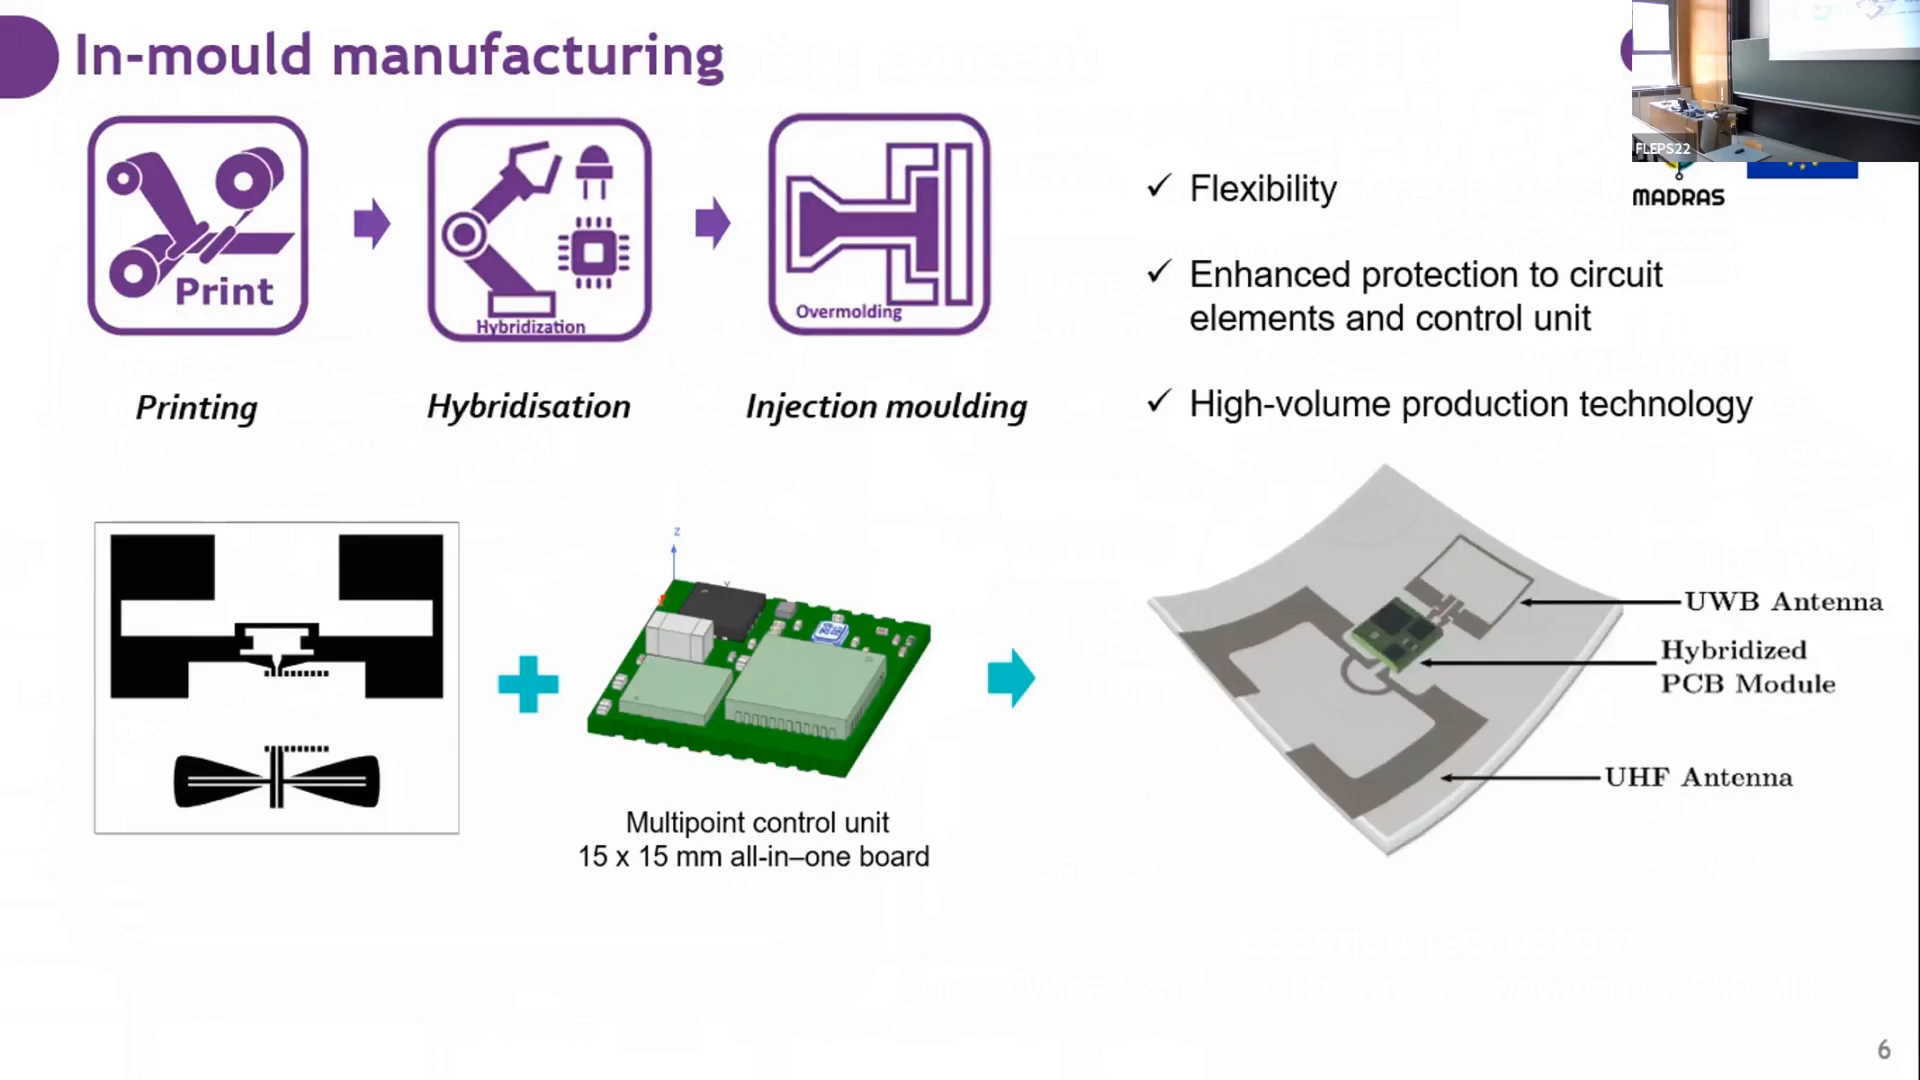 In-mould manufacturing
FLEPS22
MADRAS
Print
Hybridization
Overmolding
Printing
Hybridisation
Injection moulding
✓ Flexibility
✓ Enhanced protection to circuit
elements and control unit
✓ High-volume production technology
z
Y
Multipoint control unit
15 x 15 mm all-in–one board
UWB Antenna
Hybridized
PCB Module
UHF Antenna
6